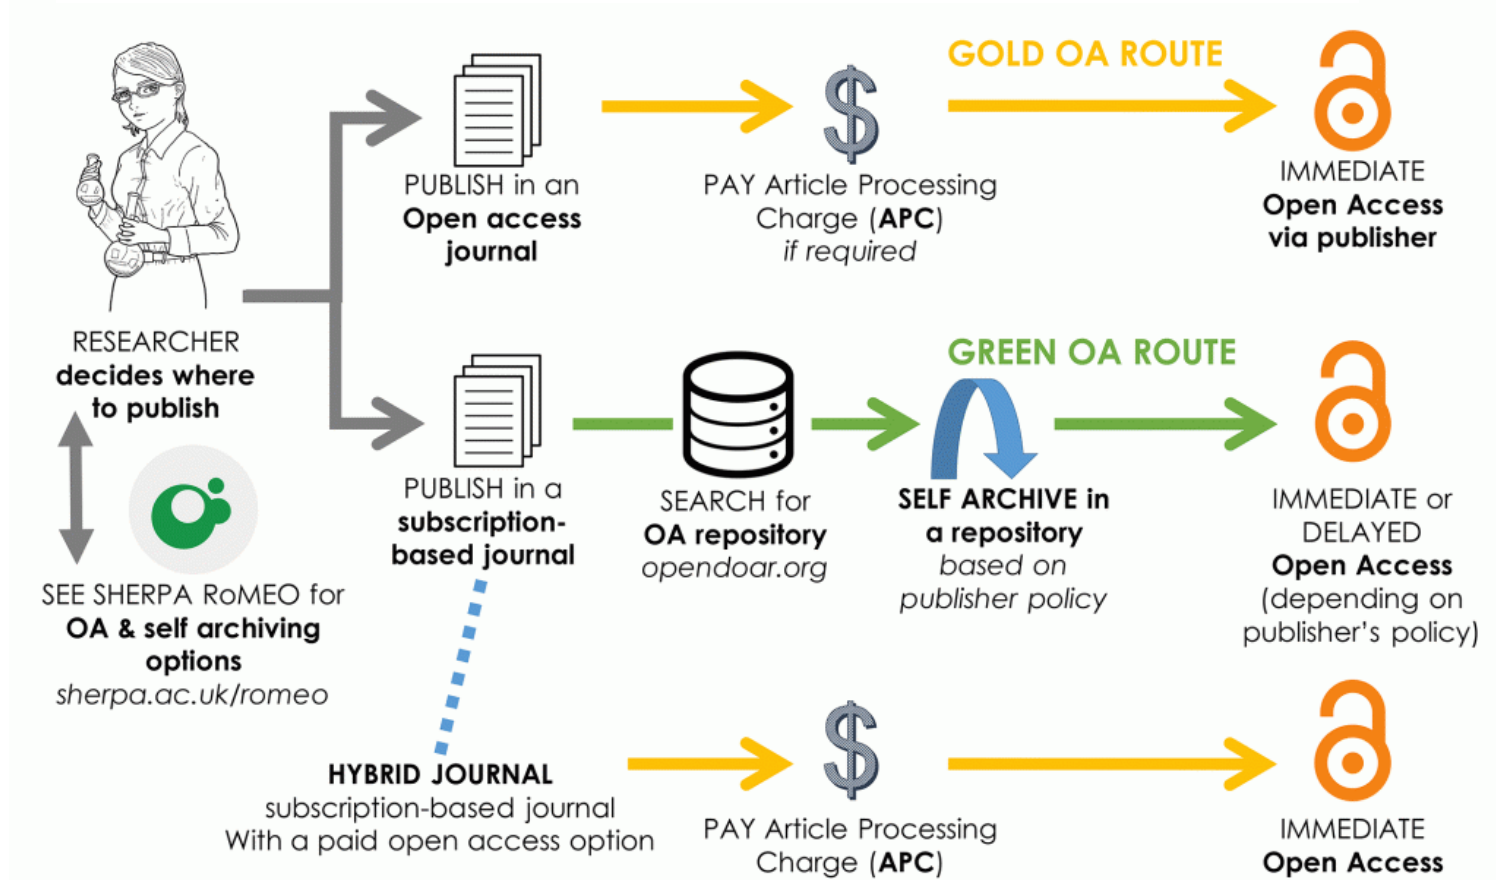 GOLD OA ROUTE
PUBLISH in an
Open access
journal
$
PAY Article Processing
Charge (APC)
if required
IMMEDIATE
Open Access
via publisher
RESEARCHER
decides where
to publish
SEE SHERPA RoMEO for
OA & self archiving
options
sherpa.ac.uk/romeo
GREEN OA ROUTE
PUBLISH in a
subscription-
based journal
SEARCH for
OA repository
opendoar.org
SELF ARCHIVE in
a repository
based on
publisher policy
IMMEDIATE or
DELAYED
Open Access
(depending on
publisher's policy)
HYBRID JOURNAL
subscription-based journal
With a paid open access option
$
PAY Article Processing
Charge (APC)
IMMEDIATE
Open Access